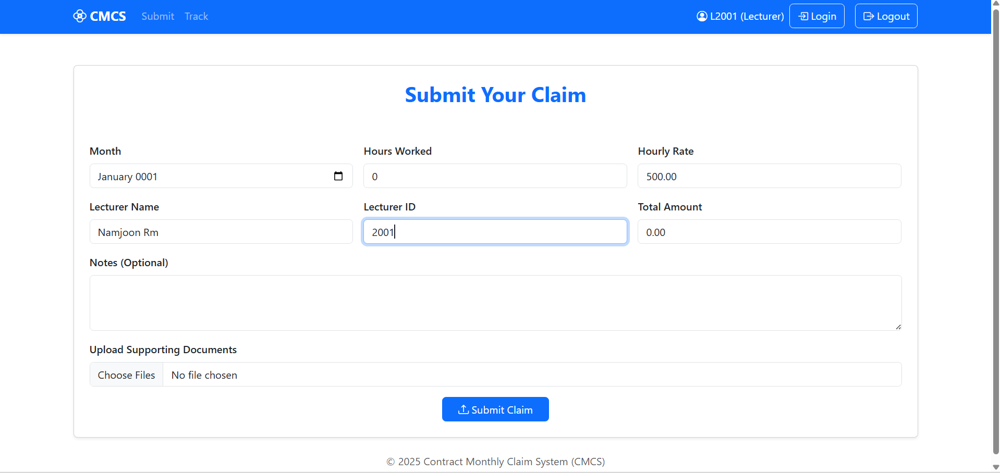 CMCS Submit Track L2001 (Lecturer) Login Logout
Submit Your Claim
Month Hours Worked Hourly Rate
January 0001 0 500.00
Lecturer Name Lecturer ID Total Amount
Namjoon Rm 2001 0.00
Notes (Optional)
Upload Supporting Documents
Choose Files No file chosen
Submit Claim
© 2025 Contract Monthly Claim System (CMCS)